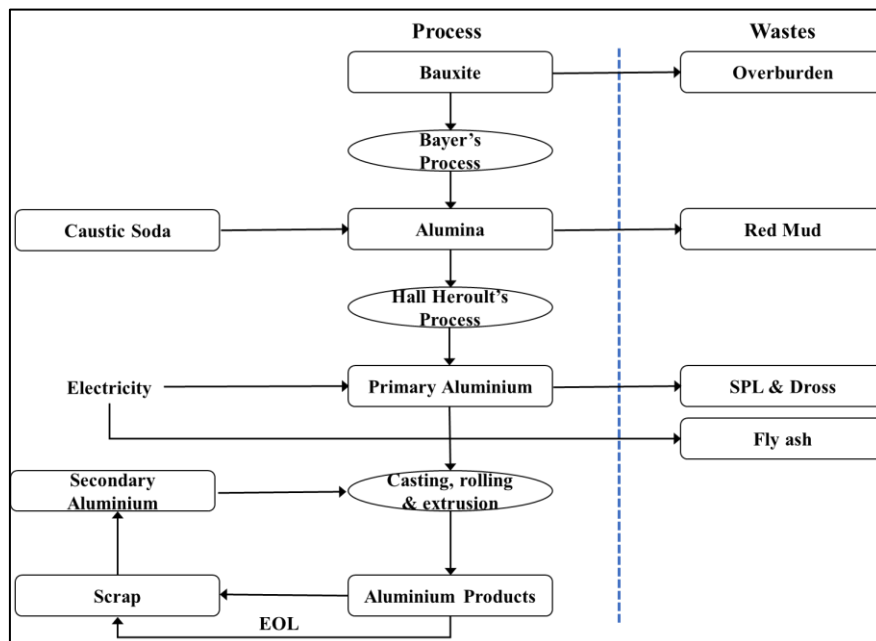 Process
Wastes
Bauxite
Overburden
Bayer's
Process
Caustic Soda
Alumina
Red Mud
Hall Heroult's
Process
Electricity
Primary Aluminium
SPL & Dross
Fly ash
Secondary
Aluminium
Casting, rolling
& extrusion
Scrap
Aluminium Products
EOL